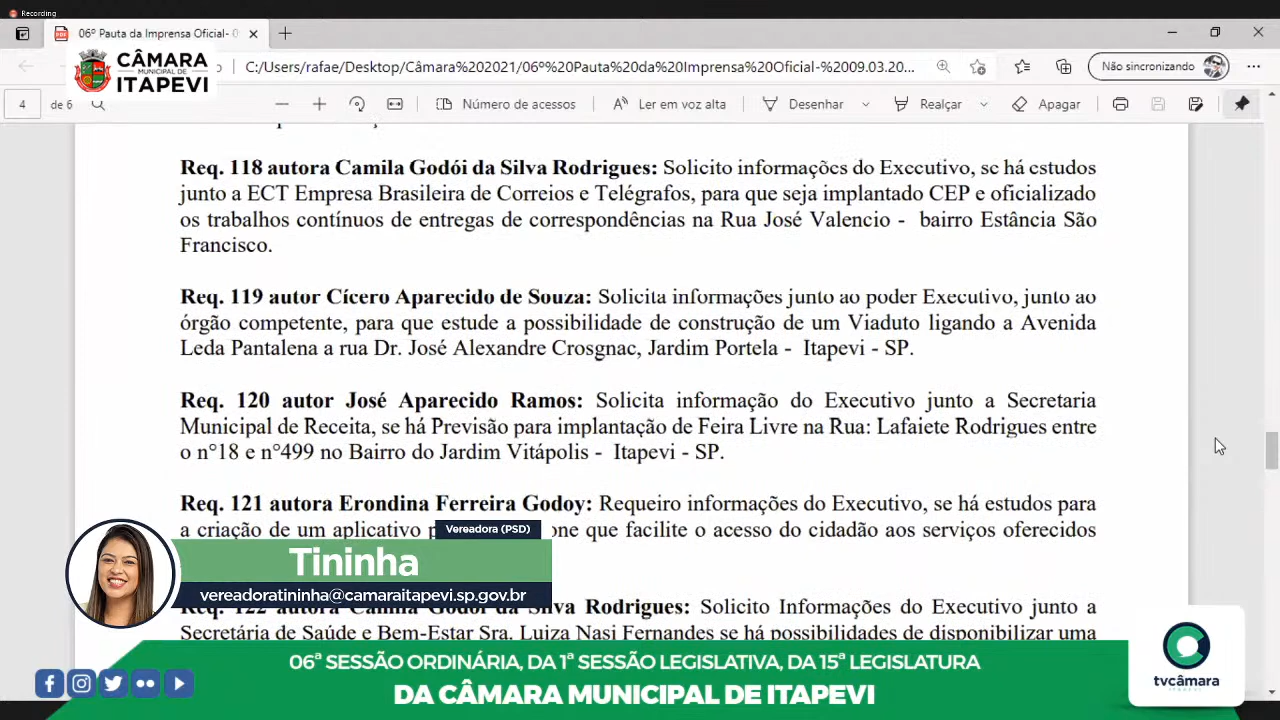 Recording
06º Pauta da Imprensa Oficial- 0
CÂMARA
MUNICIPAL DE
ITAPEVI
C:/Users/rafae/Desktop/Câmara%202021/06º%20Pauta%20da%20Imprensa%20Oficial-%2009.03.20...
Não sincronizando
4 de 6
Número de acessos
Ler em voz alta
Desenhar
Realçar
Apagar
Req. 118 autora Camila Godói da Silva Rodrigues: Solicito informações do Executivo, se há estudos
junto a ECT Empresa Brasileira de Correios e Telégrafos, para que seja implantado CEP e oficializado
os trabalhos contínuos de entregas de correspondências na Rua José Valencio - bairro Estância São
Francisco.
Req. 119 autor Cícero Aparecido de Souza: Solicita informações junto ao poder Executivo, junto ao
órgão competente, para que estude a possibilidade de construção de um Viaduto ligando a Avenida
Leda Pantalena a rua Dr. José Alexandre Crosgnac, Jardim Portela - Itapevi - SP.
Req. 120 autor José Aparecido Ramos: Solicita informação do Executivo junto a Secretaria
Municipal de Receita, se há Previsão para implantação de Feira Livre na Rua: Lafaiete Rodrigues entre
o n°18 e n°499 no Bairro do Jardim Vitápolis - Itapevi - SP.
Req. 121 autora Erondina Ferreira Godoy: Requeiro informações do Executivo, se há estudos para
a criação de um aplicativo p one que facilite o acesso do cidadão aos serviços oferecidos
Vereadora (PSD)
Tininha
vereadoratininha@camaraitapevi.sp.gov.br
Req. 122 autora Camila Godói da Silva Rodrigues: Solicito Informações do Executivo junto a
Secretária de Saúde e Bem-Estar Sra. Luiza Nasi Fernandes se há possibilidades de disponibilizar uma
06ª SESSÃO ORDINÁRIA, DA 1ª SESSÃO LEGISLATIVA, DA 15ª LEGISLATURA
DA CÂMARA MUNICIPAL DE ITAPEVI
tvcâmara
ITAPEVI